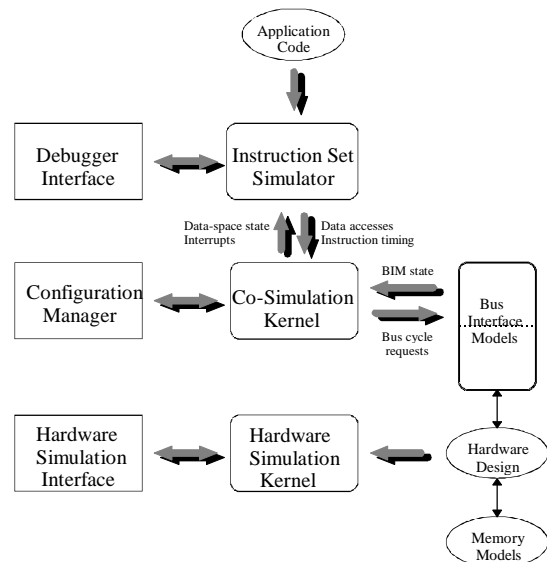 Application
Code
Debugger
Interface
Instruction Set
Simulator
Data-space state
Interrupts
Data accesses
Instruction timing
Configuration
Manager
Co-Simulation
Kernel
BIM state
Bus cycle
requests
Bus
Interface
Models
Hardware
Simulation
Interface
Hardware
Simulation
Kernel
Hardware
Design
Memory
Models